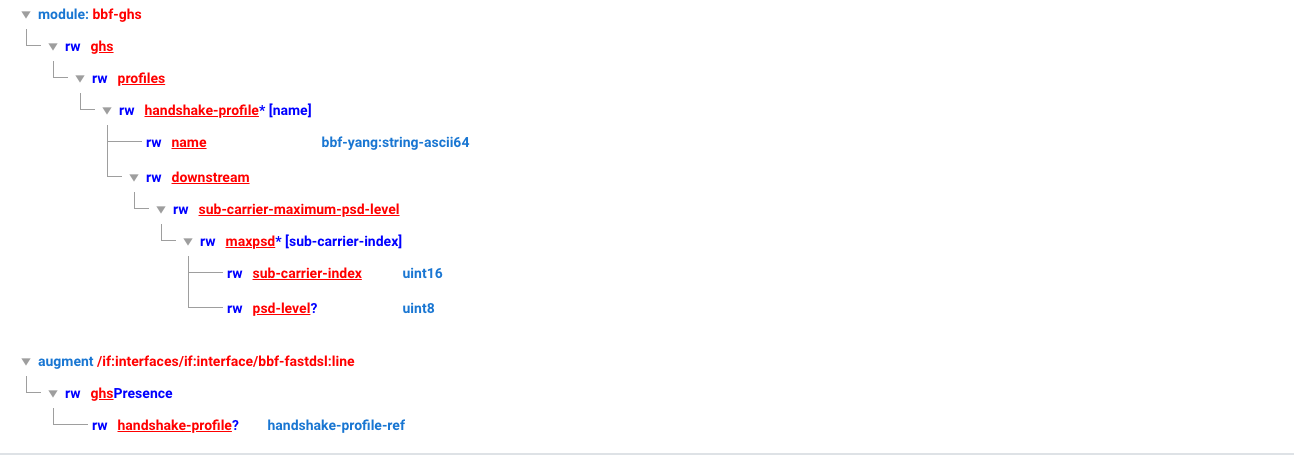 module: bbf-ghs
rw ghs
rw profiles
rw handshake-profile* [name]
rw name bbf-yang:string-ascii64
rw downstream
rw sub-carrier-maximum-psd-level
rw maxpsd* [sub-carrier-index]
rw sub-carrier-index uint16
rw psd-level? uint8
augment /if:interfaces/if:interface/bbf-fastdsl:line
rw ghsPresence
rw handshake-profile? handshake-profile-ref